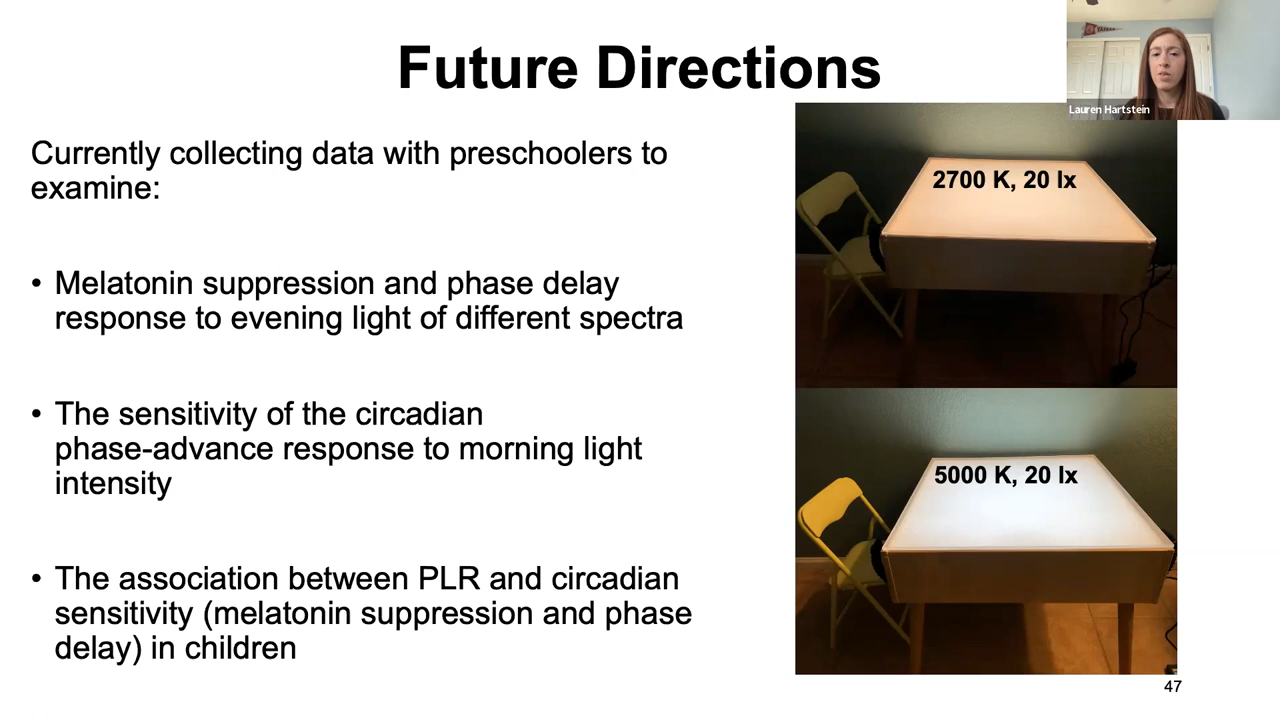 Future Directions
Lauren Hartstein
Currently collecting data with preschoolers to
examine:
• Melatonin suppression and phase delay
response to evening light of different spectra
• The sensitivity of the circadian
phase-advance response to morning light
intensity
• The association between PLR and circadian
sensitivity (melatonin suppression and phase
delay) in children
2700 K, 20 lx
5000 K, 20 lx
47